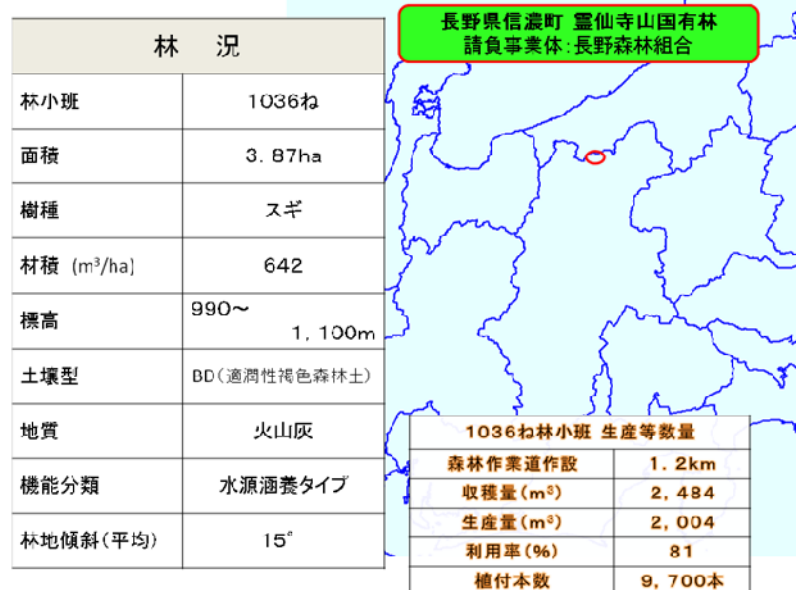 長野県信濃町 霊仙寺山国有林
請負事業体:長野森林組合
林 況
林小班 1036ね
面積 3. 87ha
樹種 スギ
材積 (m³/ha) 642
標高 990～
1, 100m
土壌型 BD(適潤性褐色森林土)
地質 火山灰
機能分類 水源涵養タイプ
林地傾斜(平均) 15°
1036ね林小班 生産等数量
森林作業道作設 1. 2km
収穫量(m³) 2, 484
生産量(m³) 2, 004
利用率(%) 81
植付本数 9, 700本